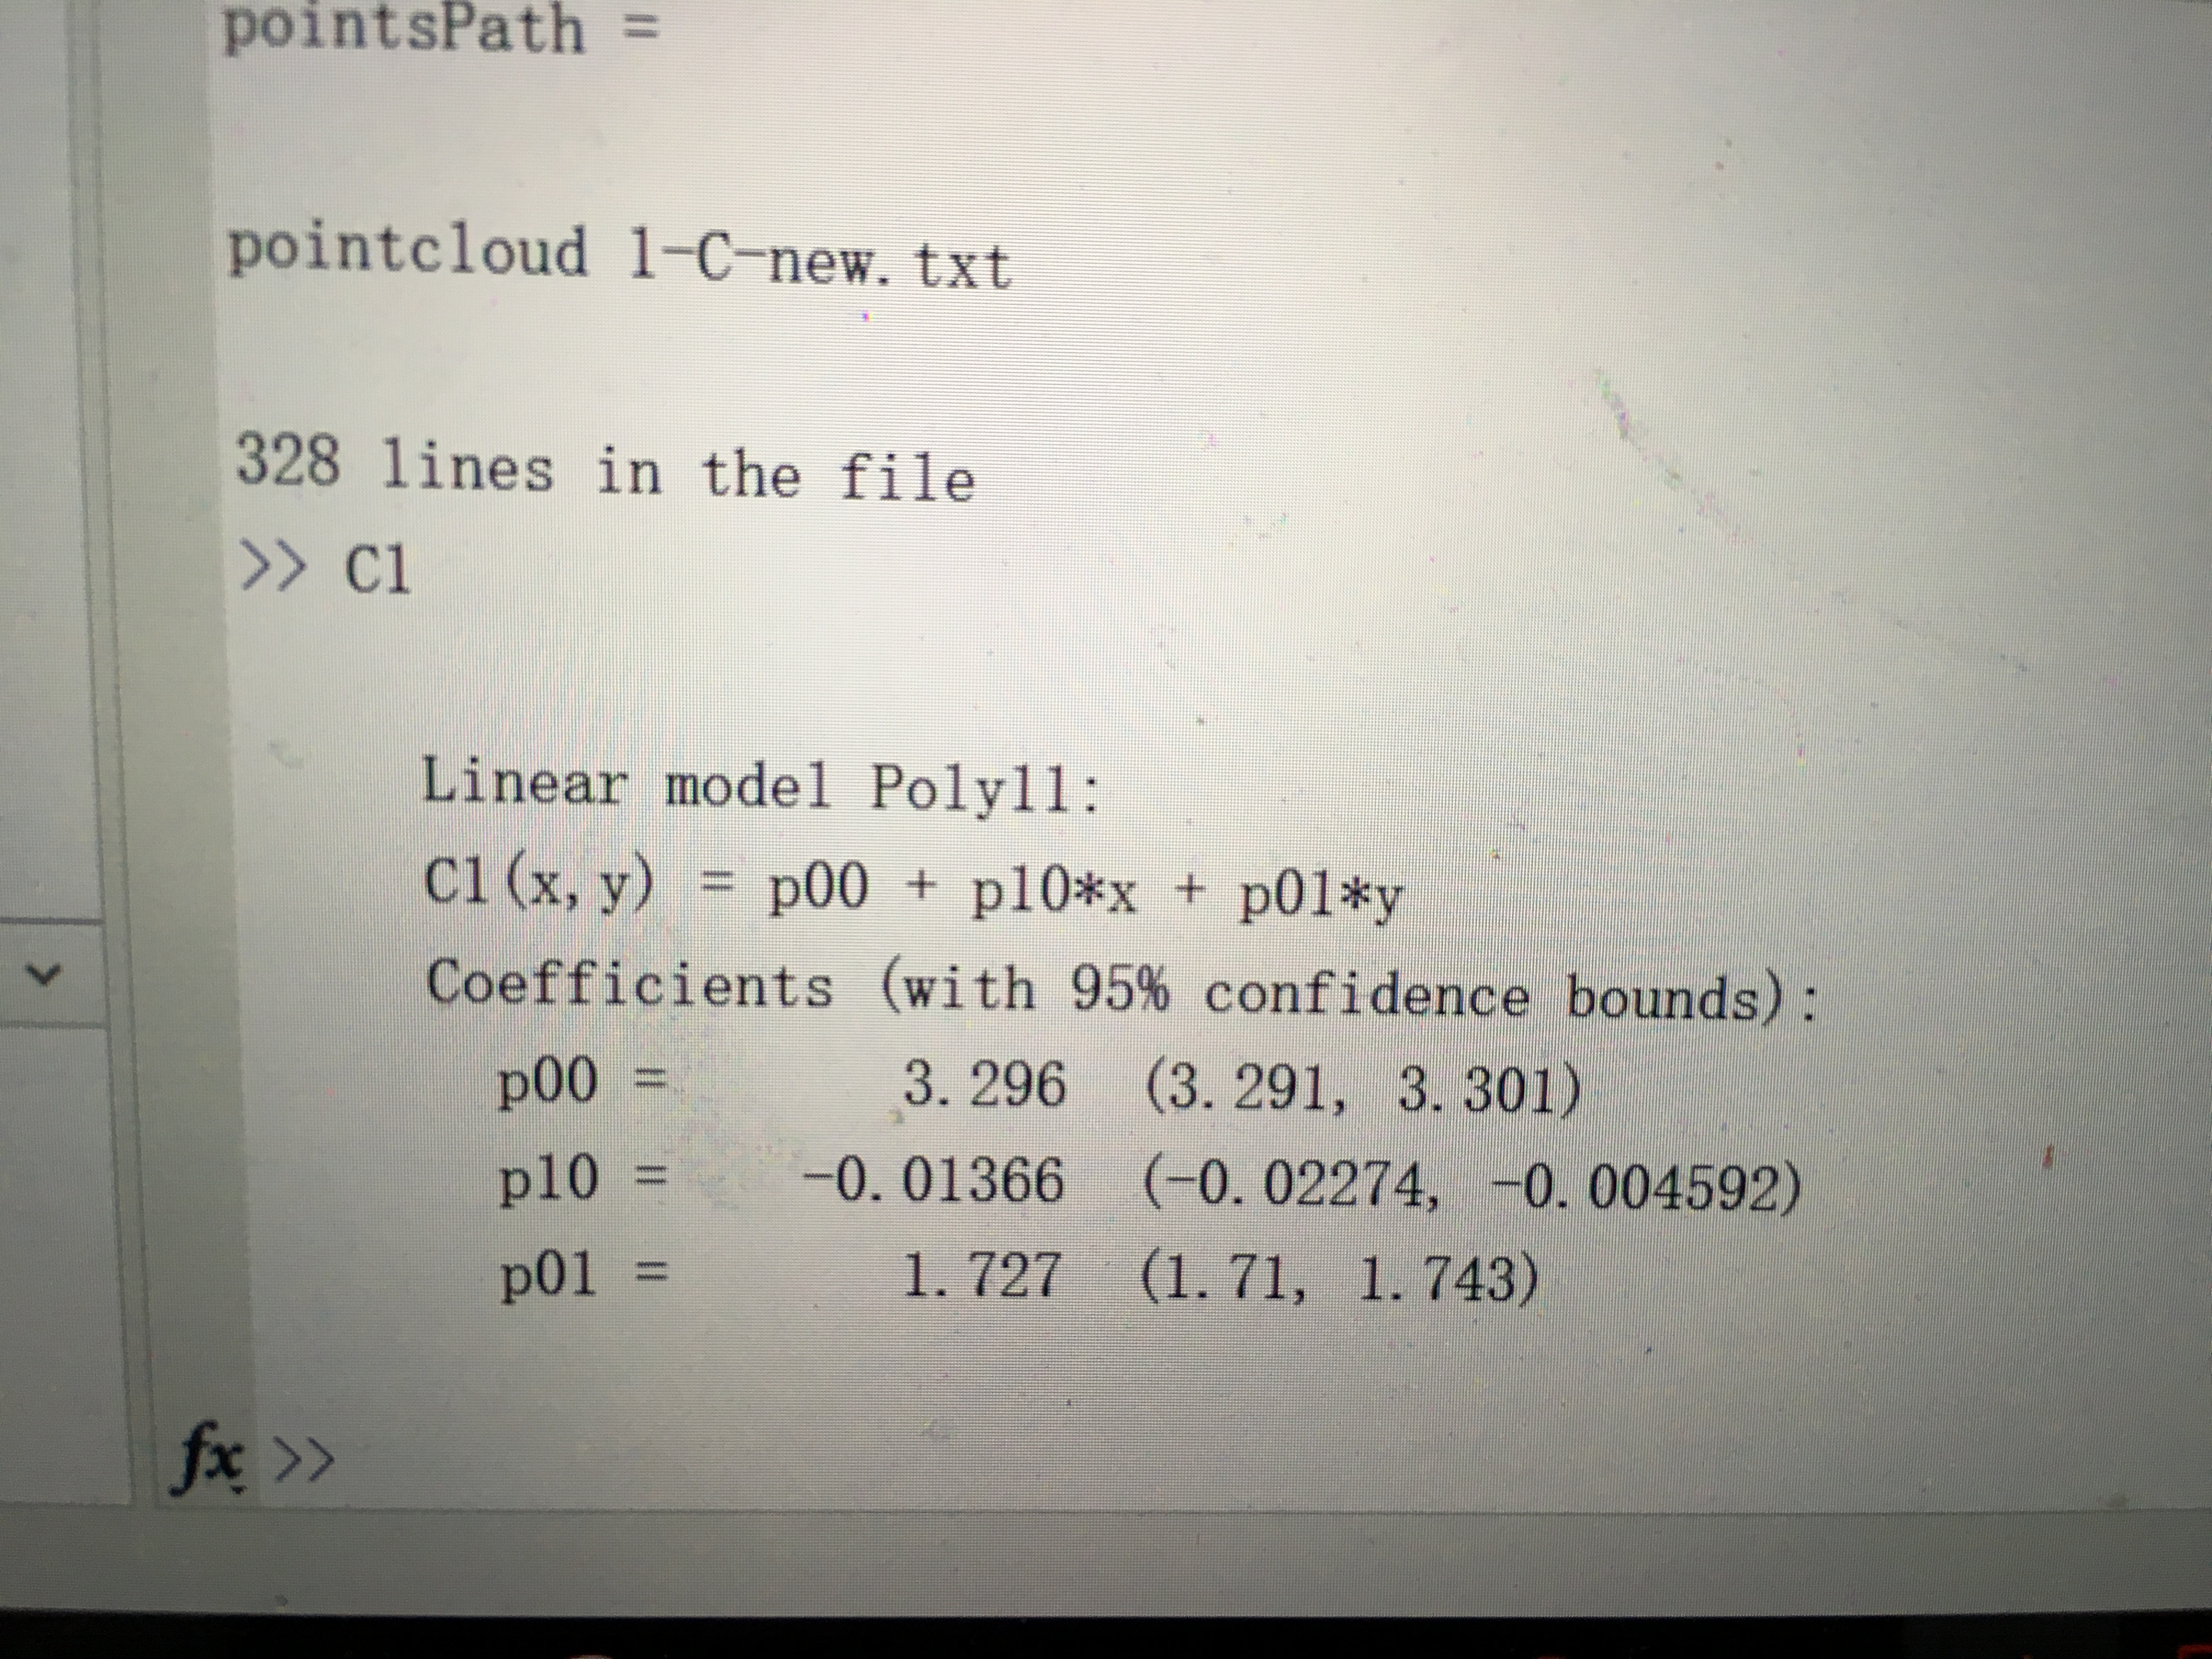 pointsPath =
pointcloud 1-C-new.txt
328 lines in the file
>> C1
Linear model Poly11:
C1(x,y) = p00 + p10*x + p01*y
Coefficients (with 95% confidence bounds):
p00 = 3.296 (3.291, 3.301)
p10 = -0.01366 (-0.02274, -0.004592)
p01 = 1.727 (1.71, 1.743)
fx >>